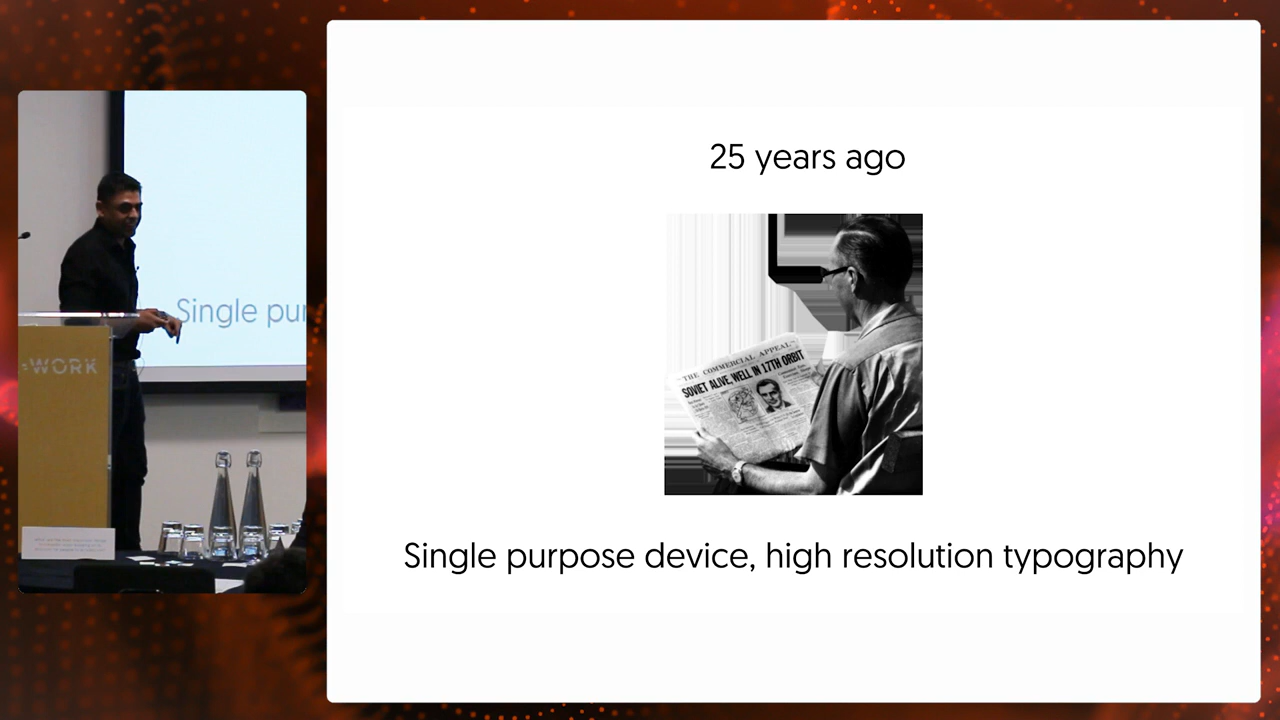 25 years ago
THE COMMERCIAL APPEAL
SOVIET ALIVE, WELL IN 17TH ORBIT
Single purpose device, high resolution typography
Single pur
WORK